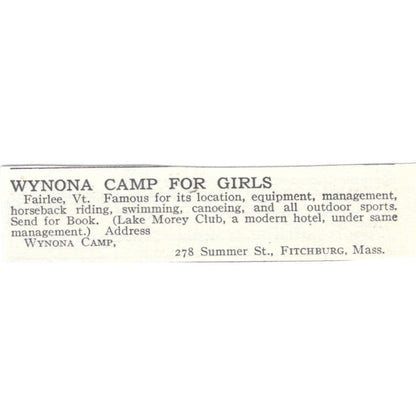 WYNONA CAMP FOR GIRLS
Fairlee, Vt. Famous for its location, equipment, management,
horseback riding, swimming, canoeing, and all outdoor sports.
Send for Book. (Lake Morey Club, a modern hotel, under same
management.) Address
WYNONA CAMP,
278 Summer St., FITCHBURG, Mass.